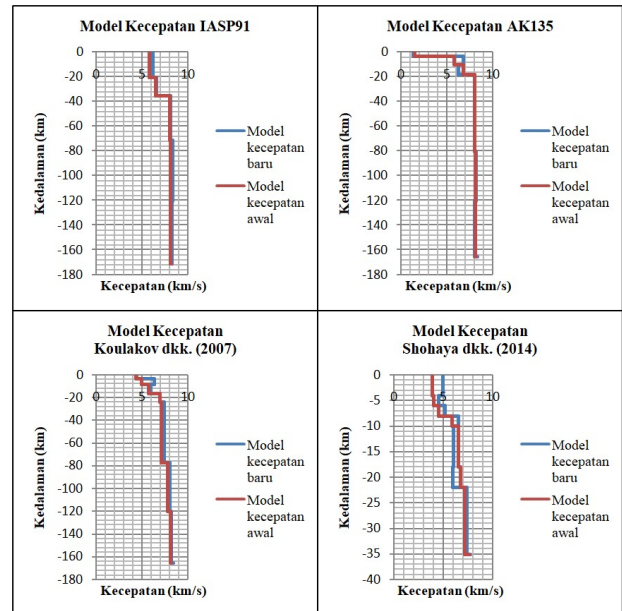 Model Kecepatan IASP91
0 5 10
0
-20
-40
-60
-80
-100
-120
-140
-160
-180
Kedalaman (km)
Kecepatan (km/s)
Model
kecepatan
baru
Model
kecepatan
awal
Model Kecepatan AK135
0 5 10
0
-20
-40
-60
-80
-100
-120
-140
-160
-180
Kedalaman (km)
Kecepatan (km/s)
Model
kecepatan
baru
Model
kecepatan
awal
Model Kecepatan
Koulakov dkk. (2007)
0 5 10
0
-20
-40
-60
-80
-100
-120
-140
-160
-180
Kedalaman (km)
Kecepatan (km/s)
Model
kecepatan
baru
Model
kecepatan
awal
Model Kecepatan
Shohaya dkk. (2014)
0 5 10
0
-5
-10
-15
-20
-25
-30
-35
-40
Kedalaman (km)
Kecepatan (km/s)
Model
kecepatan
baru
Model
kecepatan
awal